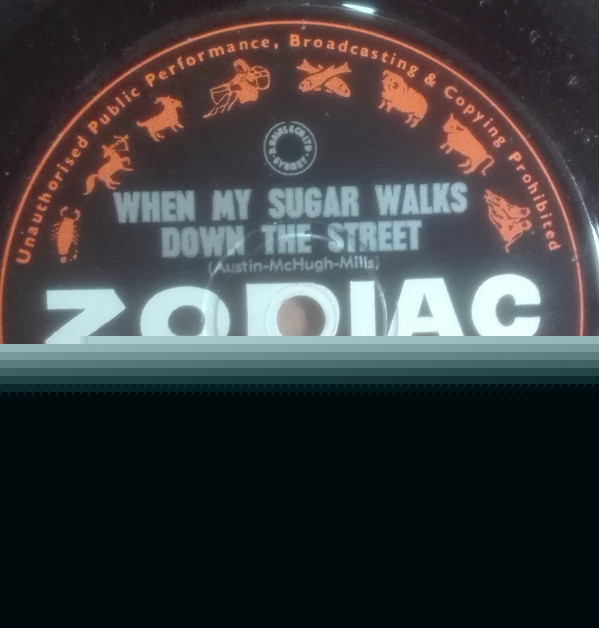 Unauthorised Public Performance, Broadcasting & Copying Prohibited
WHEN MY SUGAR WALKS
DOWN THE STREET
(Austin-McHugh-Mills)
ZODIAC